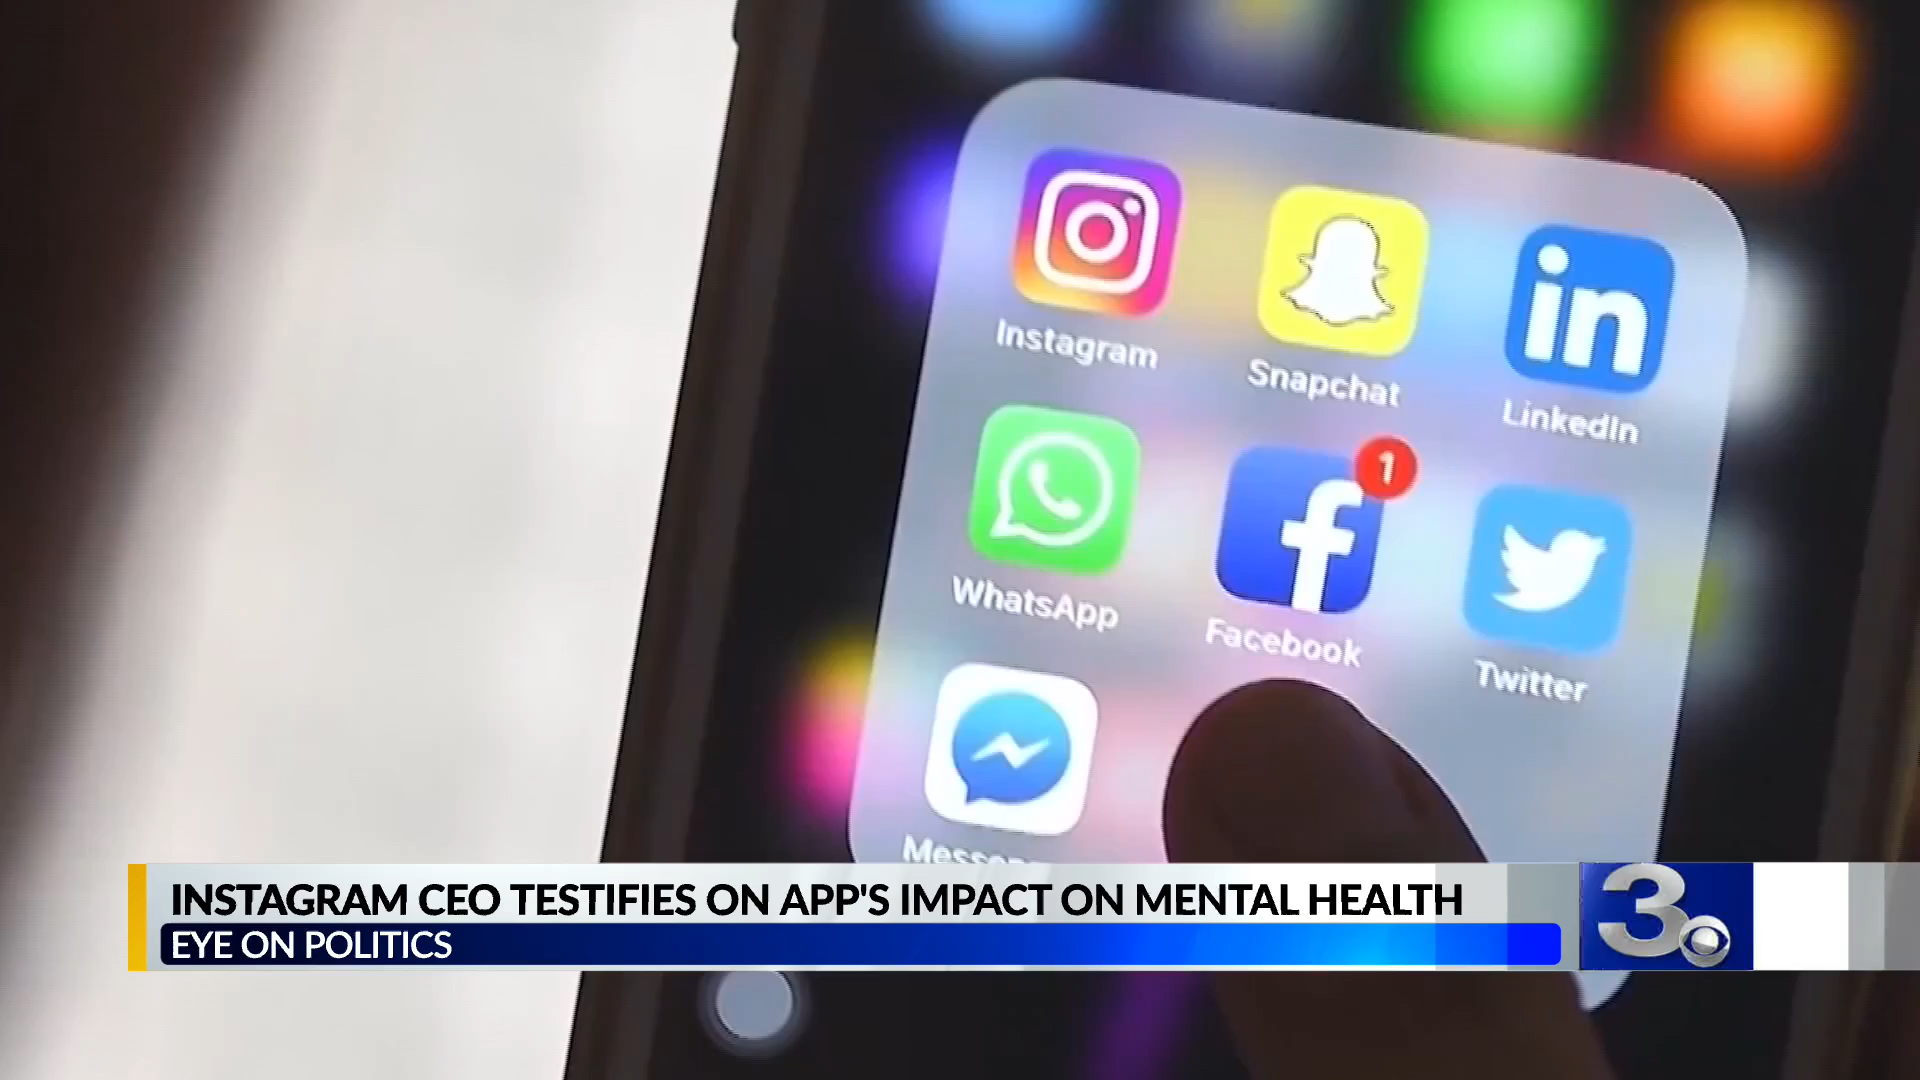 Instagram
Snapchat
LinkedIn
in
WhatsApp
f
1
Facebook
Twitter
INSTAGRAM CEO TESTIFIES ON APP'S IMPACT ON MENTAL HEALTH
EYE ON POLITICS
3